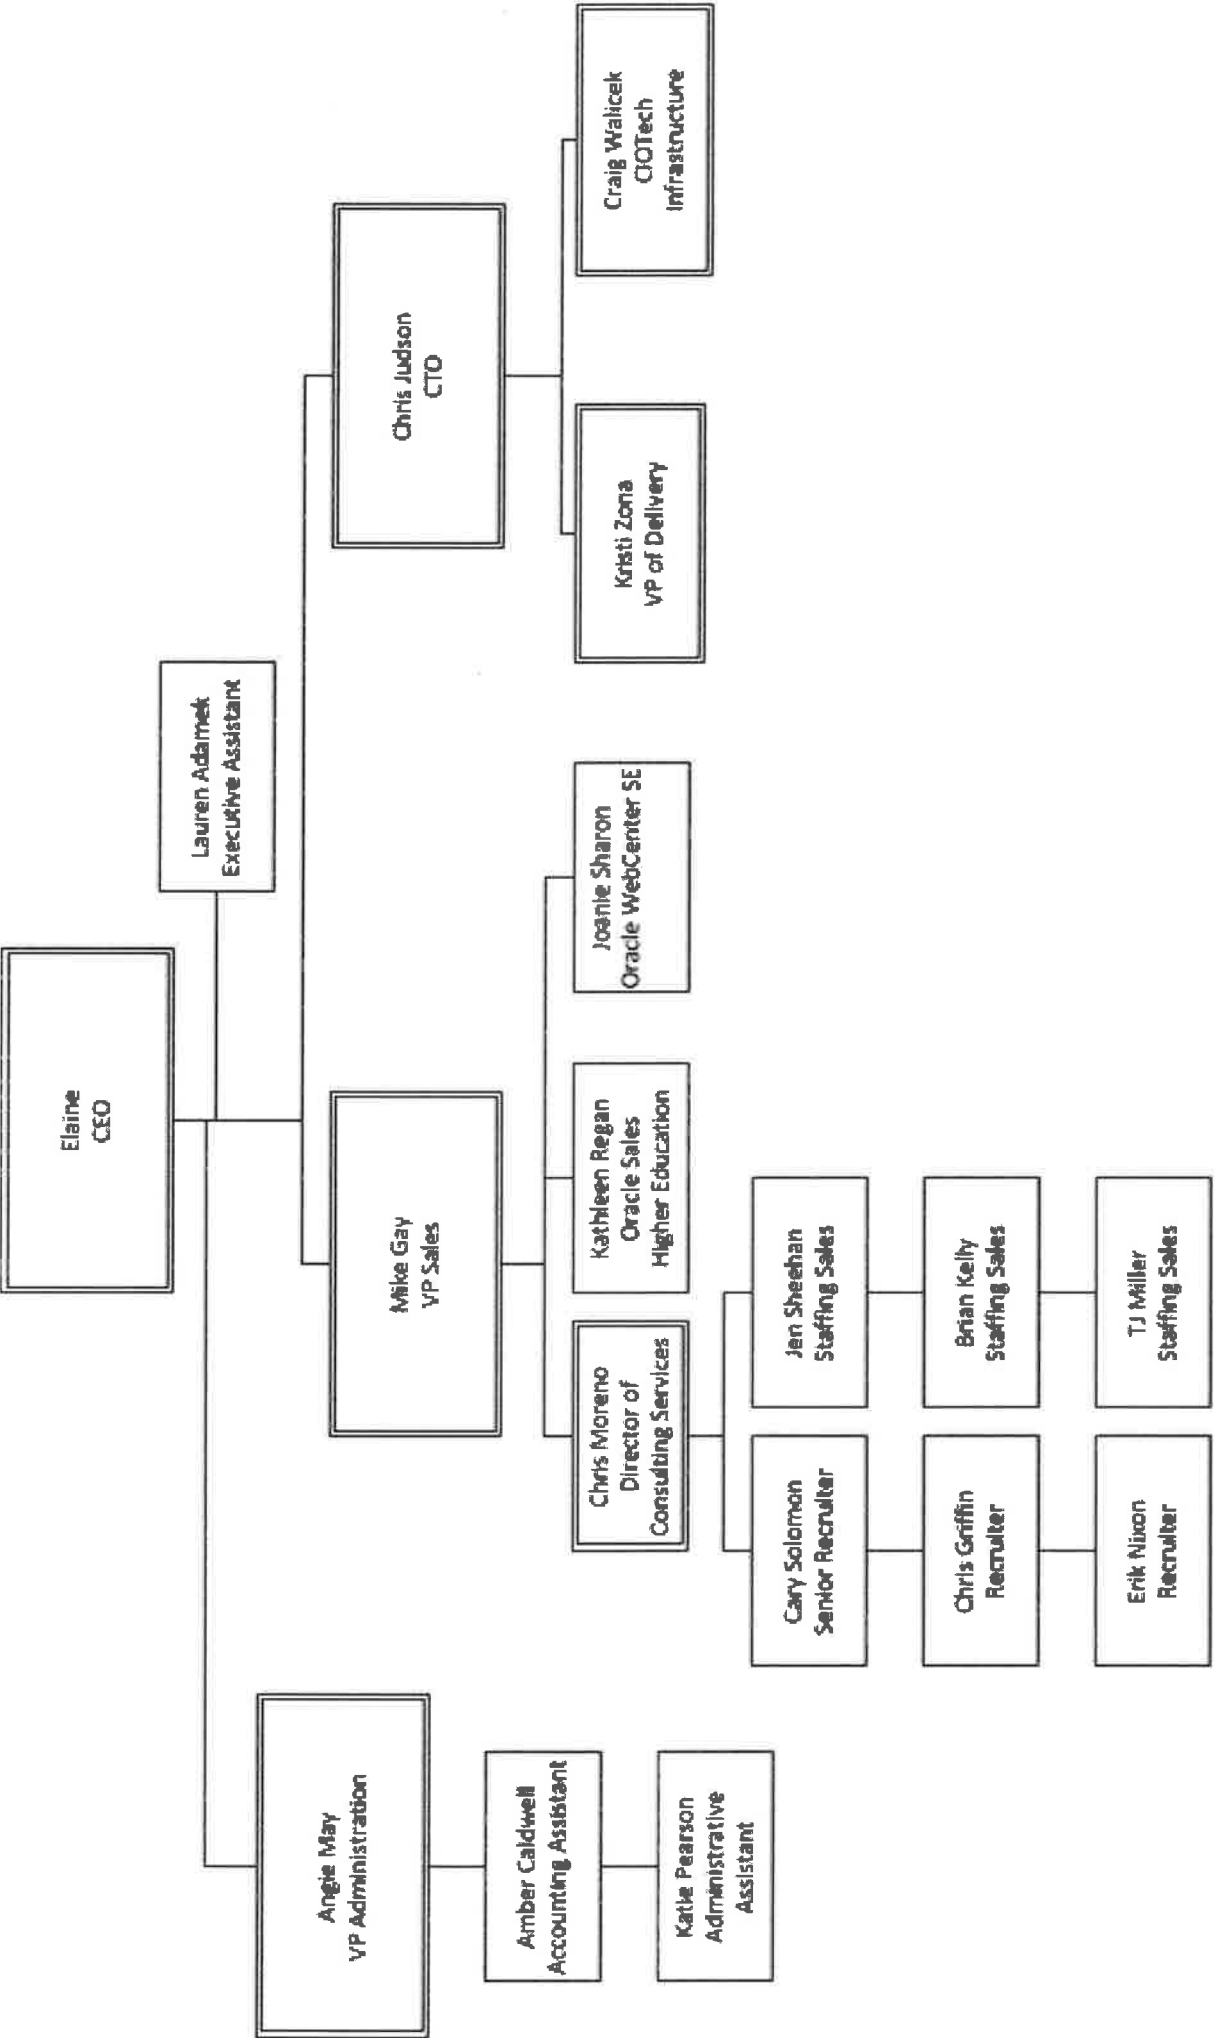 Elaine
CEO
Lauren Adamek
Executive Assistant
Angie May
VP Administration
Mike Gay
VP Sales
Chris Judson
CTO
Amber Caldwell
Accounting Assistant
Katie Pearson
Administrative
Assistant
Chris Moreno
Director of
Consulting Services
Kathleen Regan
Oracle Sales
Higher Education
Joanie Sharon
Oracle WebCenter SE
Kristi Zona
VP of Delivery
Craig Walicek
Infrastructure
Cary Solomon
Senior Recruiter
Jen Sheehan
Staffing Sales
Chris Griffin
Recruiter
Brian Kelly
Staffing Sales
Erik Nixon
Recruiter
TJ Miller
Staffing Sales